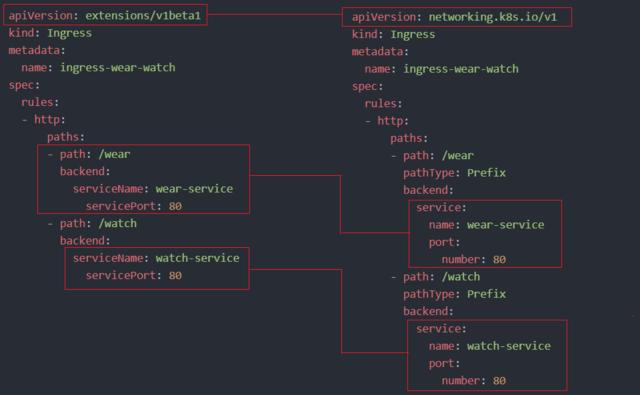 apiVersion: extensions/v1beta1
kind: Ingress
metadata:
  name: ingress-wear-watch
spec:
  rules:
  - http:
      paths:
      - path: /wear
        backend:
          serviceName: wear-service
            servicePort: 80
      - path: /watch
        backend:
          serviceName: watch-service
            servicePort: 80
apiVersion: networking.k8s.io/v1
kind: Ingress
metadata:
  name: ingress-wear-watch
spec:
  rules:
  - http:
      paths:
      - path: /wear
        pathType: Prefix
        backend:
          service:
            name: wear-service
            port:
              number: 80
      - path: /watch
        pathType: Prefix
        backend:
          service:
            name: watch-service
            port:
              number: 80